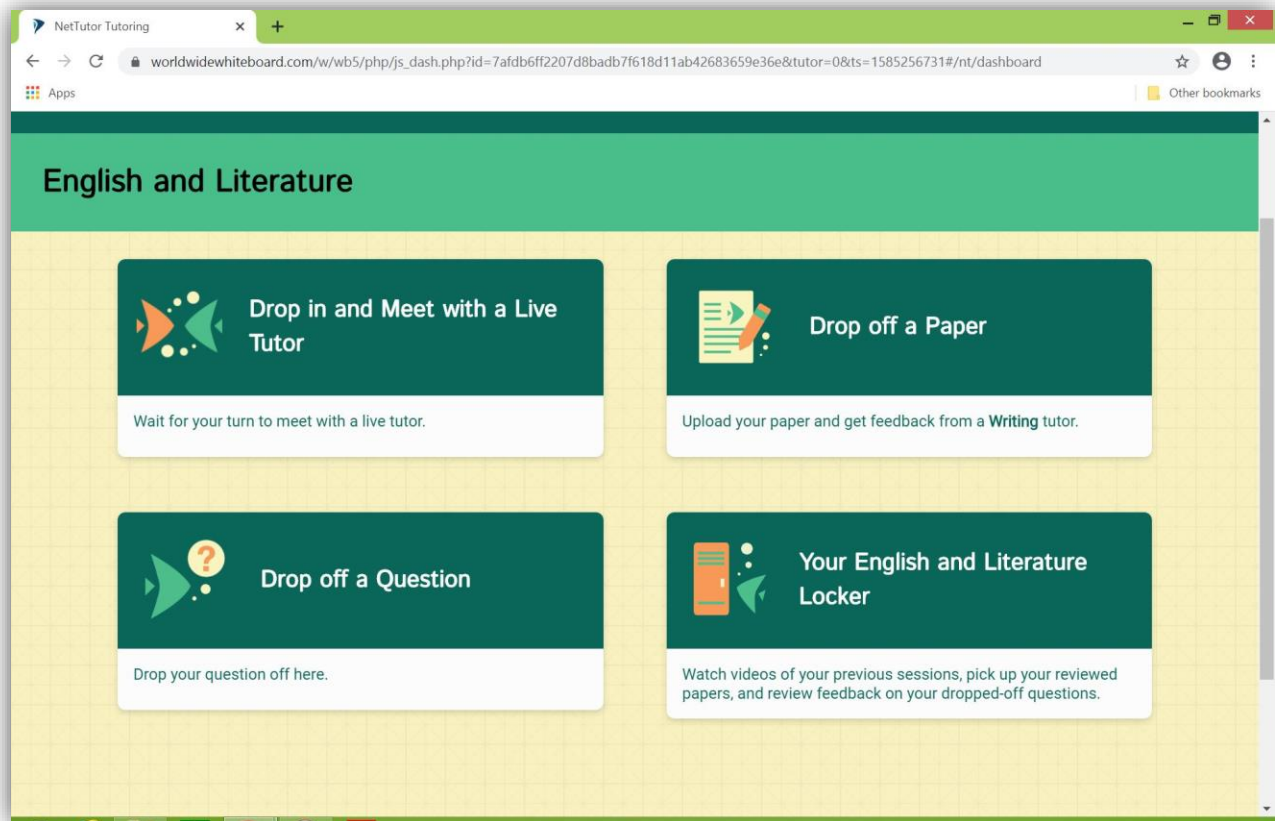 NetTutor Tutoring
worldwidewhiteboard.com/w/wb5/php/js_dash.php?id=7afdb6ff2207d8badb7f618d11ab42683659e36e&tutor=0&ts=1585256731#/nt/dashboard
Apps
Other bookmarks
English and Literature
Drop in and Meet with a Live
Tutor
Wait for your turn to meet with a live tutor.
Drop off a Paper
Upload your paper and get feedback from a Writing tutor.
Drop off a Question
Drop your question off here.
Your English and Literature
Locker
Watch videos of your previous sessions, pick up your reviewed
papers, and review feedback on your dropped-off questions.